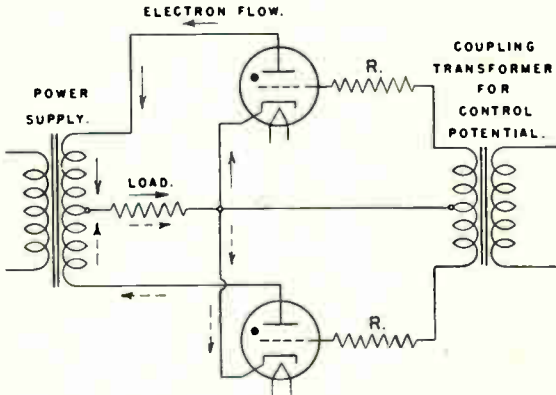 ELECTRON FLOW.
COUPLING
TRANSFORMER
FOR
CONTROL
POTENTIAL.
POWER
SUPPLY.
R.
LOAD.
R.